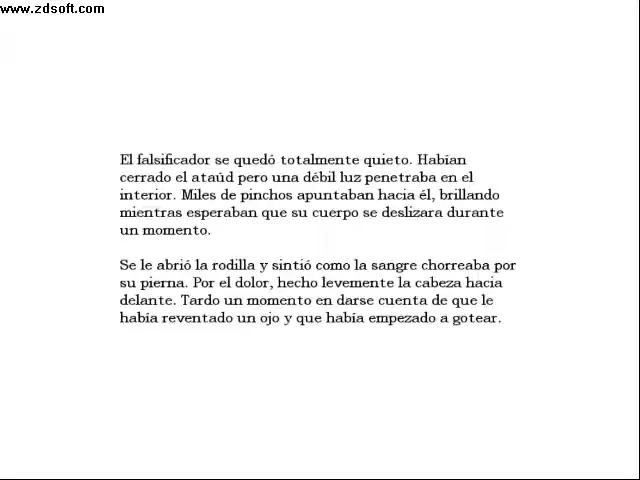 www.zdsoft.com
El falsificador se quedó totalmente quieto. Habían
cerrado el ataúd pero una débil luz penetraba en el
interior. Miles de pinchos apuntaban hacia él, brillando
mientras esperaban que su cuerpo se deslizara durante
un momento.
Se le abrió la rodilla y sintió como la sangre chorreaba por
su pierna. Por el dolor, hecho levemente la cabeza hacia
delante. Tardo un momento en darse cuenta de que le
había reventado un ojo y que había empezado a gotear.